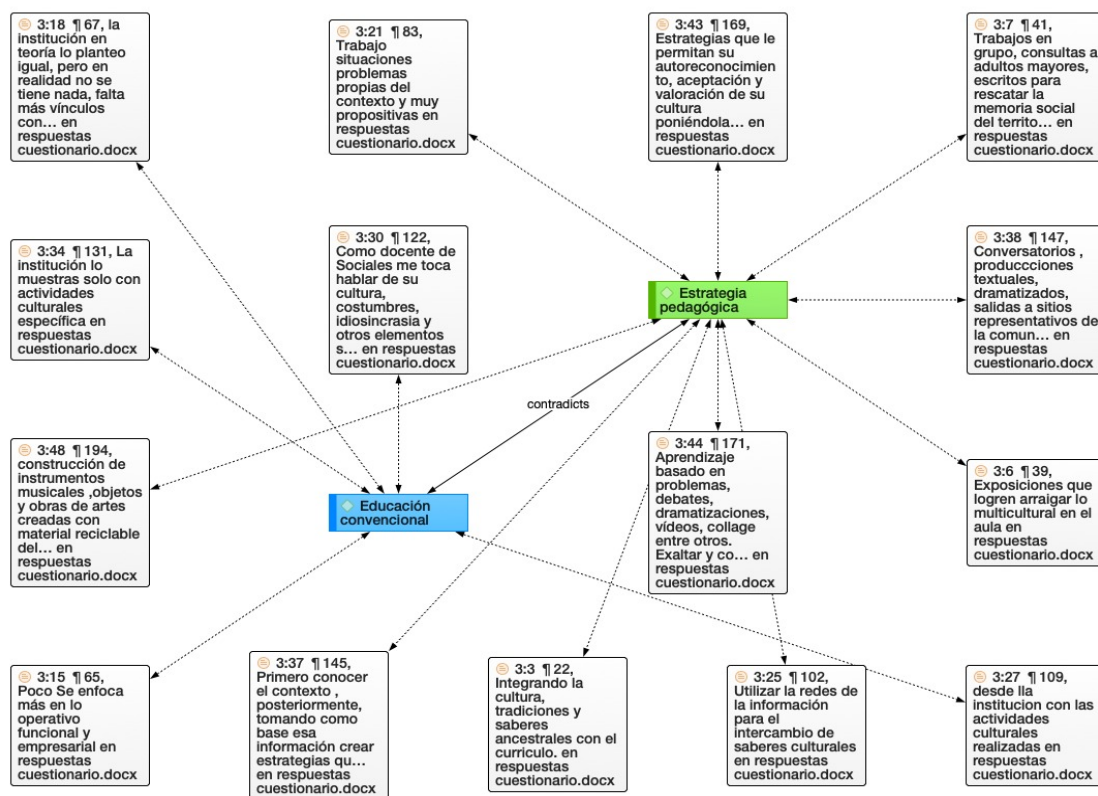 3:18 ¶ 67, la
institución en
teoría lo planteo
igual, pero en
realidad no se
tiene nada, falta
más vínculos
con... en
respuestas
cuestionario.docx
3:21 ¶ 83,
Trabajo
situaciones
problemas
propias del
contexto y muy
propositivas en
respuestas
cuestionario.docx
3:43 ¶ 169,
Estrategias que le
permitan su
autoreconocimien
to, aceptación y
valoración de su
cultura
poniéndola... en
respuestas
cuestionario.docx
3:7 ¶ 41,
Trabajos en
grupo, consultas a
adultos mayores,
escritos para
rescatar la
memoria social
del territo... en
respuestas
cuestionario.docx
3:34 ¶ 131, La
institución lo
muestras solo con
actividades
culturales
específica en
respuestas
cuestionario.docx
3:30 ¶ 122,
Como docente de
Sociales me toca
hablar de su
cultura,
costumbres,
idiosincrasia y
otros elementos
s... en respuestas
cuestionario.docx
Estrategia
pedagógica
3:38 ¶ 147,
Conversatorios ,
produccciones
textuales,
dramatizados,
salidas a sitios
representativos de
la comun... en
respuestas
cuestionario.docx
contradicts
3:48 ¶ 194,
construcción de
instrumentos
musicales ,objetos
y obras de artes
creadas con
material reciclable
del... en
respuestas
cuestionario.docx
Educación
convencional
3:44 ¶ 171,
Aprendizaje
basado en
problemas,
debates,
dramatizaciones,
vídeos, collage
entre otros.
Exaltar y co... en
respuestas
cuestionario.docx
3:6 ¶ 39,
Exposiciones que
logren arraigar lo
multicultural en el
aula en
respuestas
cuestionario.docx
3:15 ¶ 65,
Poco Se enfoca
más en lo
operativo
funcional y
empresarial en
respuestas
cuestionario.docx
3:37 ¶ 145,
Primero conocer
el contexto ,
posteriormente,
tomando como
base esa
información crear
estrategias qu...
en respuestas
cuestionario.docx
3:3 ¶ 22,
Integrando la
cultura,
tradiciones y
saberes
ancestrales con el
curriculo. en
respuestas
cuestionario.docx
3:25 ¶ 102,
Utilizar la redes de
la información
para el
intercambio de
saberes culturales
en respuestas
cuestionario.docx
3:27 ¶ 109,
desde lla
institucion con las
actividades
culturales
realizadas en
respuestas
cuestionario.docx